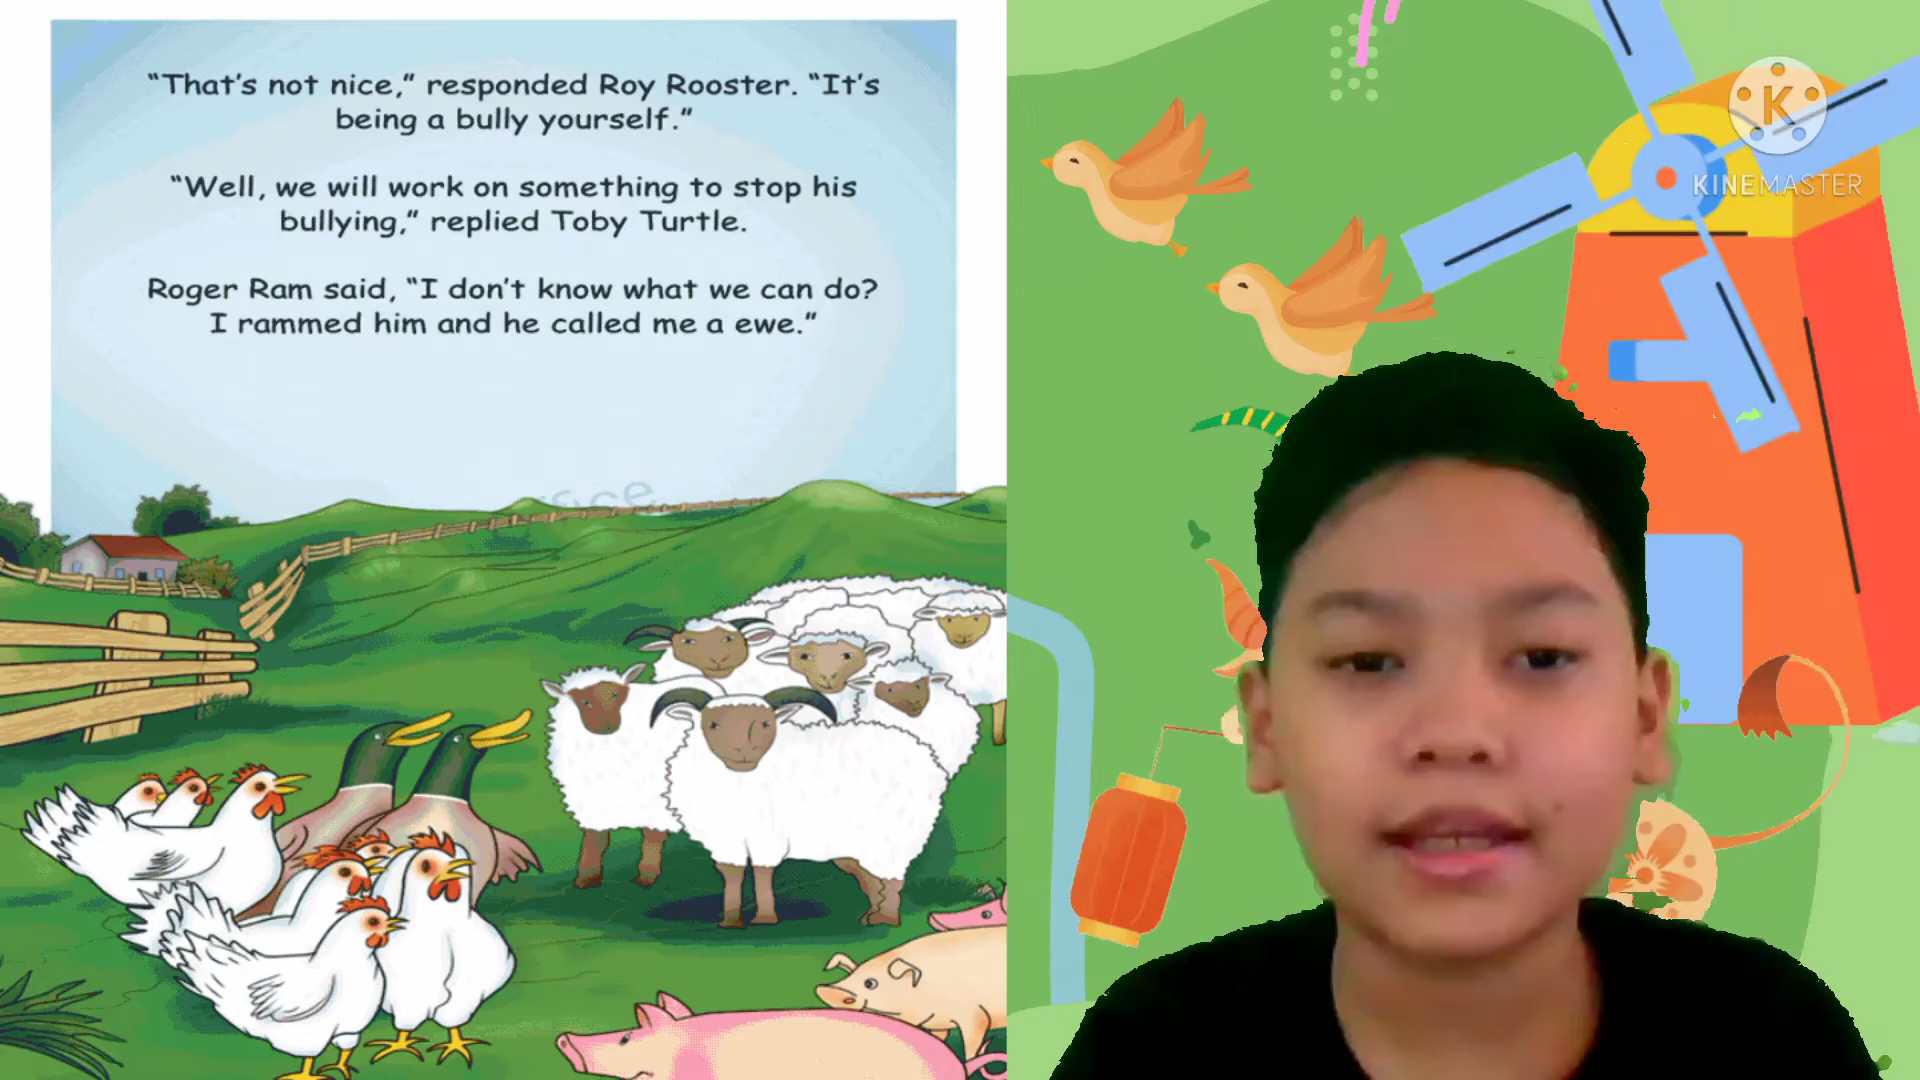 “That’s not nice,” responded Roy Rooster. “It’s
being a bully yourself.”
“Well, we will work on something to stop his
bullying,” replied Toby Turtle.
Roger Ram said, “I don’t know what we can do?
I rammed him and he called me a ewe.”
K
KINEMASTER